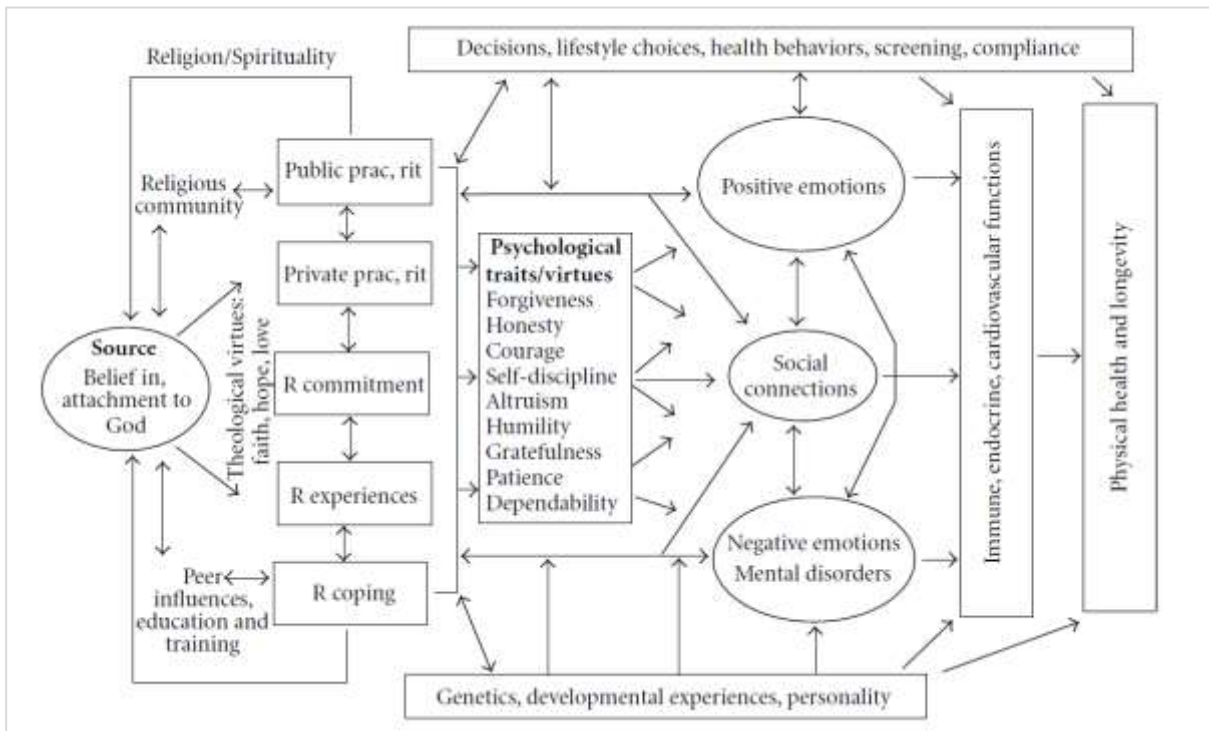 Religion/Spirituality
Decisions, lifestyle choices, health behaviors, screening, compliance
Public prac, rit
Religious
community
Private prac, rit
Theological virtues:
faith, hope, love
Source
Belief in,
attachment to
God
R commitment
R experiences
Peer
influences,
education and
training
R coping
Psychological
traits/virtues
Forgiveness
Honesty
Courage
Self-discipline
Altruism
Humility
Gratefulness
Patience
Dependability
Positive emotions
Social
connections
Negative emotions
Mental disorders
Immune, endocrine, cardiovascular functions
Physical health and longevity
Genetics, developmental experiences, personality